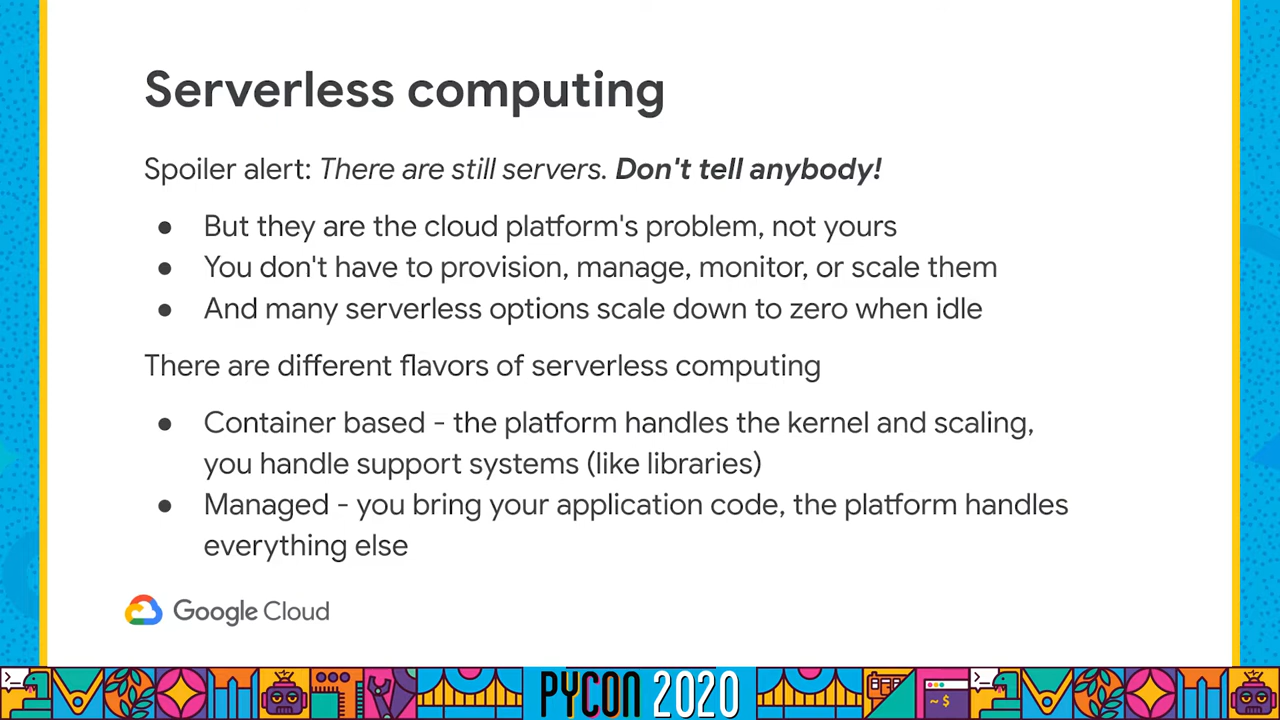 Serverless computing
Spoiler alert: There are still servers. Don't tell anybody!
● But they are the cloud platform's problem, not yours
● You don't have to provision, manage, monitor, or scale them
● And many serverless options scale down to zero when idle
There are different flavors of serverless computing
● Container based - the platform handles the kernel and scaling,
you handle support systems (like libraries)
● Managed - you bring your application code, the platform handles
everything else
Google Cloud
PYCON 2020
~ $